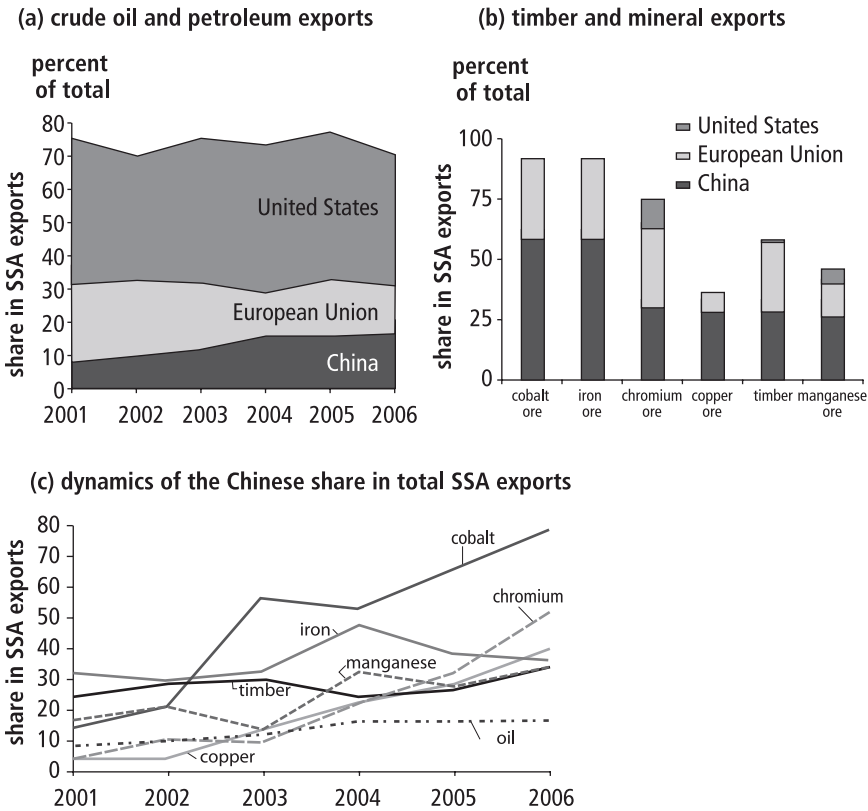 (a) crude oil and petroleum exports
percent
of total
share in SSA exports
80
70
60
50
40
30
20
10
0
United States
European Union
China
2001 2002 2003 2004 2005 2006
(b) timber and mineral exports
percent
of total
share in SSA exports
100
75
50
25
0
United States
European Union
China
cobalt ore
iron ore
chromium ore
copper ore
timber
manganese ore
(c) dynamics of the Chinese share in total SSA exports
share in SSA exports
80
70
60
50
40
30
20
10
0
cobalt
chromium
iron
manganese
timber
copper
oil
2001 2002 2003 2004 2005 2006